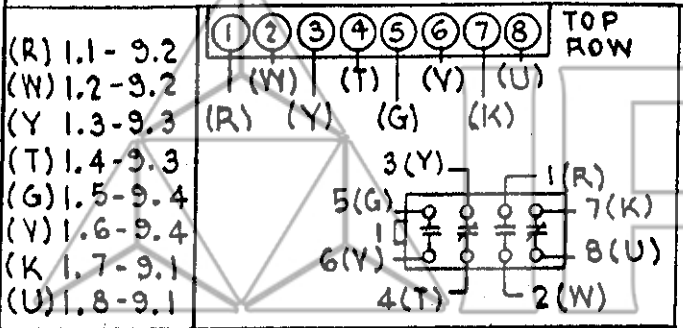 (R) 1.1-9.2
(W) 1.2-9.2
(Y 1.3-9.3
(T) 1.4-9.3
(G) 1.5-9.4
(V) 1.6-9.4
(K 1.7-9.1
(U) 1.8-9.1
1 2 3 4 5 6 7 8
TOP ROW
(W) (T) (V) (U)
(R) (Y) (G) (K)
3(Y) 1(R)
5(G) 7(K)
1
6(V) 8(U)
4(T) 2(W)